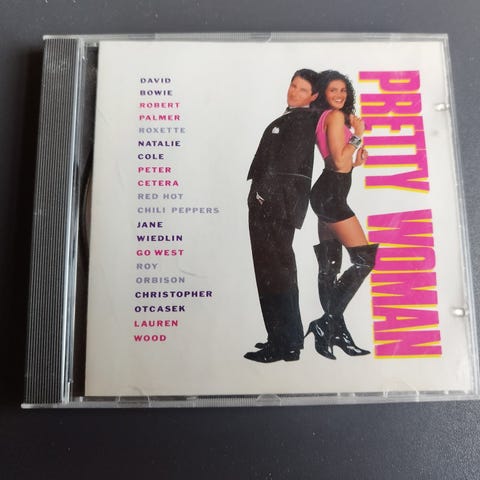 DAVID
BOWIE
ROBERT
PALMER
ROXETTE
NATALIE
COLE
PETER
CETERA
RED HOT
CHILI PEPPERS
JANE
WIEDLIN
GO WEST
ROY
ORBISON
CHRISTOPHER
OTCASEK
LAUREN
WOOD
PRETTY WOMAN